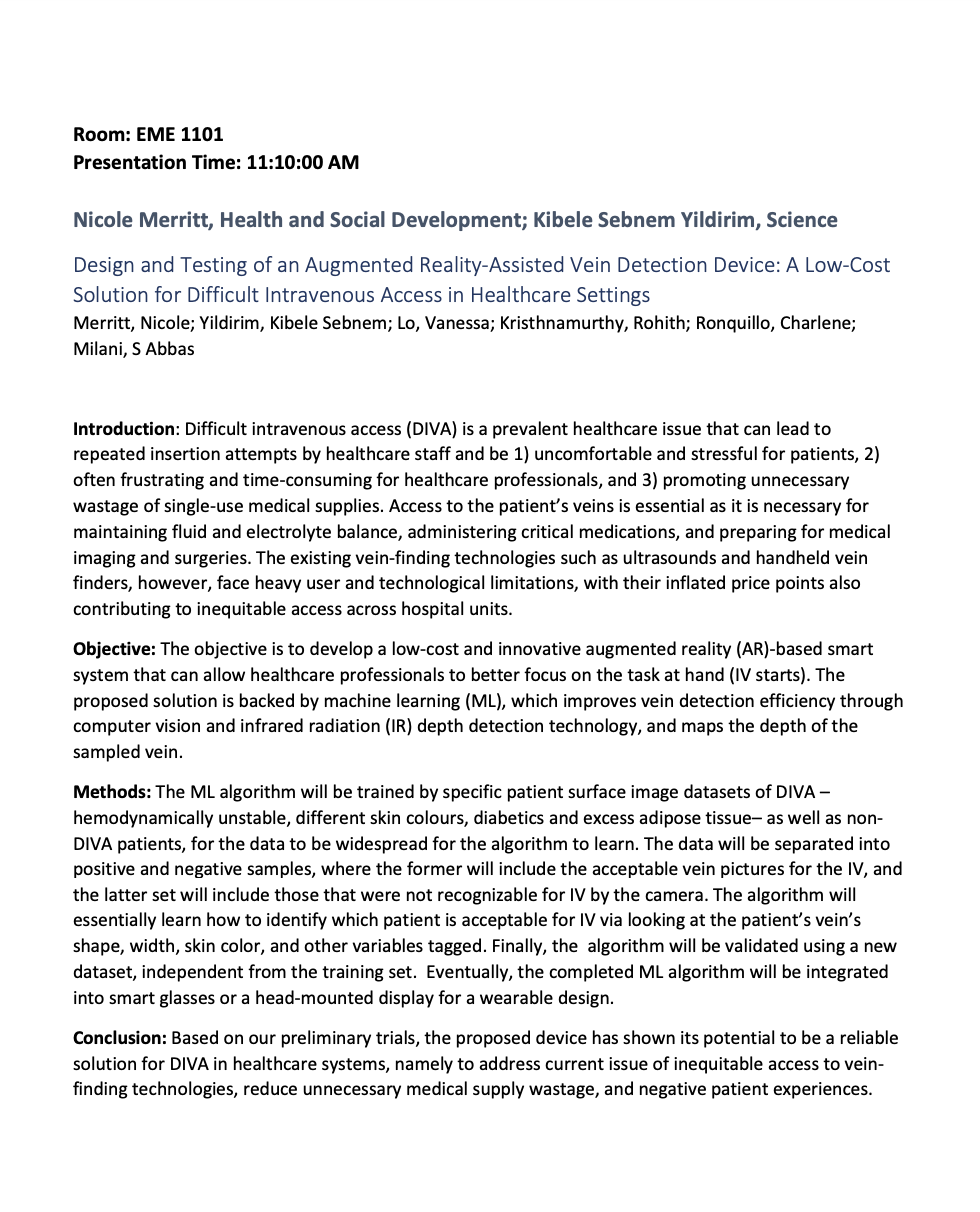 Room: EME 1101
Presentation Time: 11:10:00 AM
Nicole Merritt, Health and Social Development; Kibele Sebnem Yildirim, Science
Design and Testing of an Augmented Reality-Assisted Vein Detection Device: A Low-Cost
Solution for Difficult Intravenous Access in Healthcare Settings
Merritt, Nicole; Yildirim, Kibele Sebnem; Lo, Vanessa; Kristhnamurthy, Rohith; Ronquillo, Charlene;
Milani, S Abbas
Introduction: Difficult intravenous access (DIVA) is a prevalent healthcare issue that can lead to
repeated insertion attempts by healthcare staff and be 1) uncomfortable and stressful for patients, 2)
often frustrating and time-consuming for healthcare professionals, and 3) promoting unnecessary
wastage of single-use medical supplies. Access to the patient’s veins is essential as it is necessary for
maintaining fluid and electrolyte balance, administering critical medications, and preparing for medical
imaging and surgeries. The existing vein-finding technologies such as ultrasounds and handheld vein
finders, however, face heavy user and technological limitations, with their inflated price points also
contributing to inequitable access across hospital units.
Objective: The objective is to develop a low-cost and innovative augmented reality (AR)-based smart
system that can allow healthcare professionals to better focus on the task at hand (IV starts). The
proposed solution is backed by machine learning (ML), which improves vein detection efficiency through
computer vision and infrared radiation (IR) depth detection technology, and maps the depth of the
sampled vein.
Methods: The ML algorithm will be trained by specific patient surface image datasets of DIVA –
hemodynamically unstable, different skin colours, diabetics and excess adipose tissue– as well as non-
DIVA patients, for the data to be widespread for the algorithm to learn. The data will be separated into
positive and negative samples, where the former will include the acceptable vein pictures for the IV, and
the latter set will include those that were not recognizable for IV by the camera. The algorithm will
essentially learn how to identify which patient is acceptable for IV via looking at the patient’s vein’s
shape, width, skin color, and other variables tagged. Finally, the  algorithm will be validated using a new
dataset, independent from the training set.  Eventually, the completed ML algorithm will be integrated
into smart glasses or a head-mounted display for a wearable design.
Conclusion: Based on our preliminary trials, the proposed device has shown its potential to be a reliable
solution for DIVA in healthcare systems, namely to address current issue of inequitable access to vein-
finding technologies, reduce unnecessary medical supply wastage, and negative patient experiences.